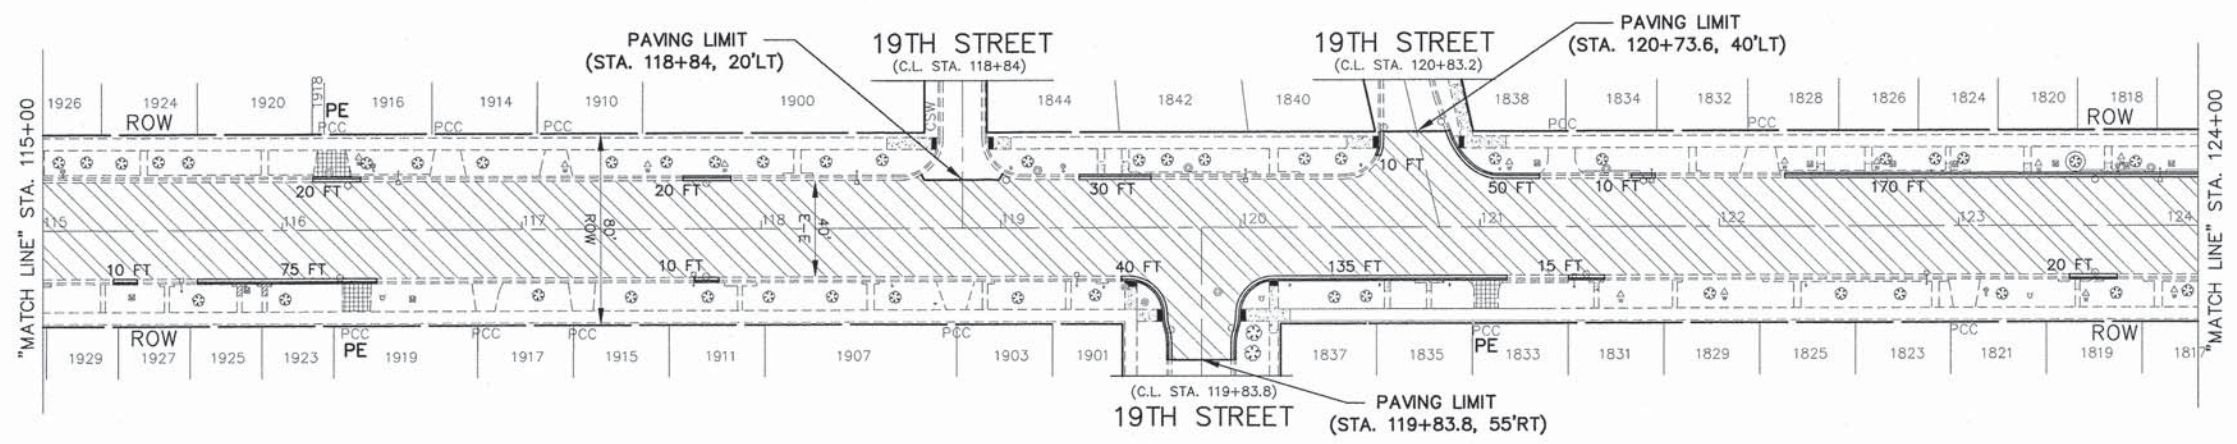 PAVING LIMIT
(STA. 118+84, 20'LT)
19TH STREET
(C.L. STA. 118+84)
19TH STREET
(C.L. STA. 120+83.2)
PAVING LIMIT
(STA. 120+73.6, 40'LT)
"MATCH LINE" STA. 115+00
1926
1924
1920
1918
1916
1914
1910
1900
1844
1842
1840
1838
1834
1832
1828
1826
1824
1820
1818
"MATCH LINE" STA. 124+00
ROW
PE
PCC
PCC
PCC
CSW
PCC
PCC
ROW
20 FT
20 FT
30 FT
10 FT
50 FT
10 FT
170 FT
115
116
117
118
119
120
121
122
123
124
80'
ROW
40'
E-E
10 FT
75 FT
10 FT
40 FT
135 FT
15 FT
20 FT
ROW
PCC
PE
PCC
PCC
PCC
PCC
PE
PCC
ROW
1929
1927
1925
1923
1919
1917
1915
1911
1907
1903
1901
1837
1835
1833
1831
1829
1825
1823
1821
1819
1817
(C.L. STA. 119+83.8)
19TH STREET
PAVING LIMIT
(STA. 119+83.8, 55'RT)